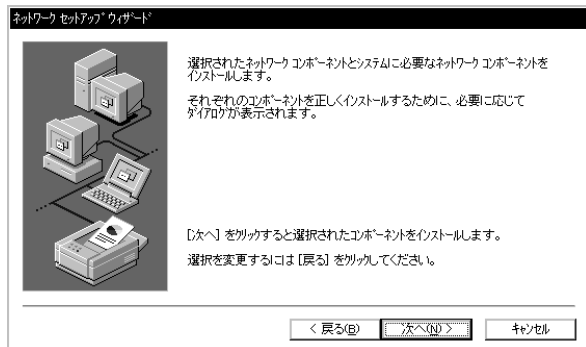 ﾈｯﾄﾜｰｸ ｾｯﾄｱｯﾌﾟ ｳｨｻﾞｰﾄﾞ
選択されたﾈｯﾄﾜｰｸ ｺﾝﾎﾟｰﾈﾝﾄとｼｽﾃﾑに必要なﾈｯﾄﾜｰｸ ｺﾝﾎﾟｰﾈﾝﾄを
ｲﾝｽﾄｰﾙします。
それぞれのｺﾝﾎﾟｰﾈﾝﾄを正しくｲﾝｽﾄｰﾙするために、必要に応じて
ﾀﾞｲｱﾛｸﾞが表示されます。
[次へ] をｸﾘｯｸすると選択されたｺﾝﾎﾟｰﾈﾝﾄをｲﾝｽﾄｰﾙします。
選択を変更するには [戻る] をｸﾘｯｸしてください。
< 戻る(B) 次へ(N) > ｷｬﾝｾﾙ